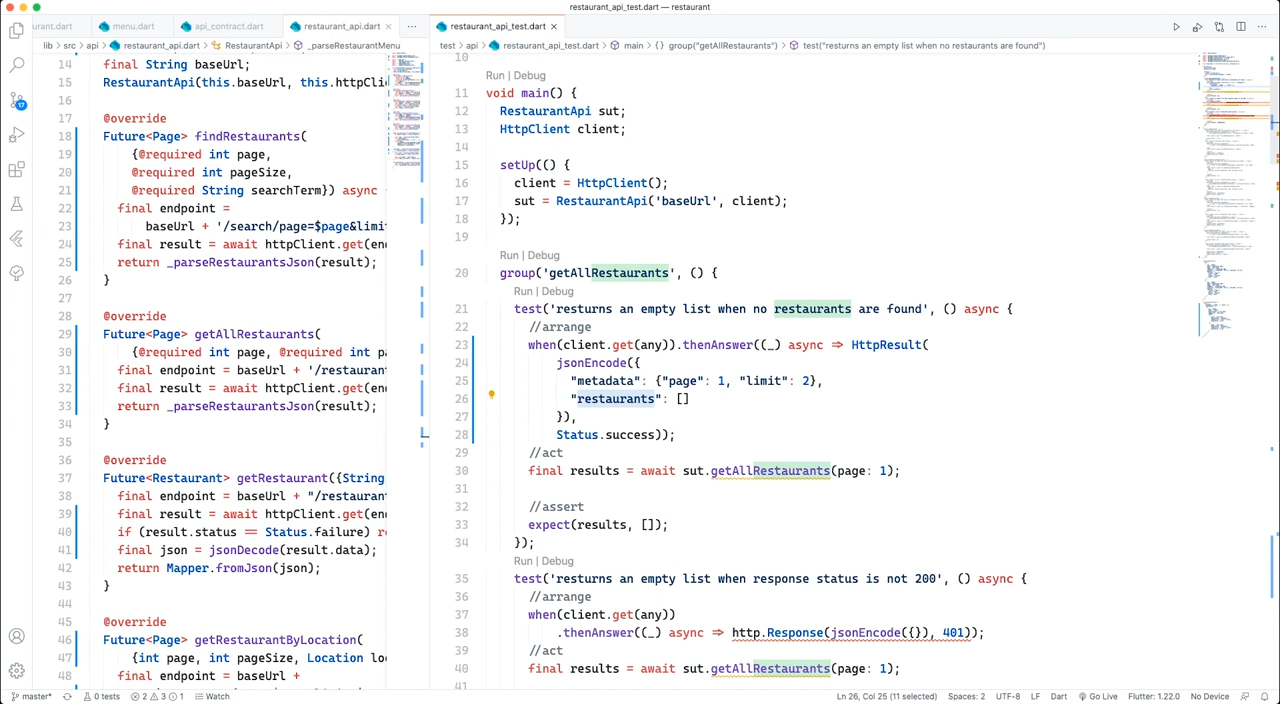 restaurant_api_test.dart — restaurant
urant.dart
menu.dart
api_contract.dart
restaurant_api.dart
restaurant_api_test.dart
lib › src › api › restaurant_api.dart › RestaurantApi › _parseRestaurantMenu
14 final String baseUrl;
15 RestaurantApi(this.baseUrl, this.httpCli
16
17 @override
18 Future<Page> findRestaurants(
19 {@required int page,
20 @required int pageSize,
21 @required String searchTerm}) async
22 final endpoint =
23 baseUrl + '/search/page=$page&limi
24 final result = await httpClient.get(en
25 return _parseRestaurantsJson(result);
26 }
27
28 @override
29 Future<Page> getAllRestaurants(
30 {@required int page, @required int pa
31 final endpoint = baseUrl + '/restauran
32 final result = await httpClient.get(en
33 return _parseRestaurantsJson(result);
34 }
35
36 @override
37 Future<Restaurant> getRestaurant({String
38 final endpoint = baseUrl + "/restauran
39 final result = await httpClient.get(en
40 if (result.status == Status.failure) r
41 final json = jsonDecode(result.data);
42 return Mapper.fromJson(json);
43 }
44
45 @override
46 Future<Page> getRestaurantByLocation(
47 {int page, int pageSize, Location lo
48 final endpoint = baseUrl +
test › api › restaurant_api_test.dart › main › group("getAllRestaurants") › test("resturns an empty list when no restaurants are found")
10
Run | Debug
11 void main() {
12 RestaurantApi sut;
13 HttpClient client;
14
15 setUp(() {
16 client = HttpClient();
17 sut = RestaurantApi('baseUrl', client);
18 });
19
Run | Debug
20 group('getAllRestaurants', () {
Run | Debug
21 test('resturns an empty list when no restaurants are found', () async {
22 //arrange
23 when(client.get(any)).thenAnswer((_) async => HttpResult(
24 jsonEncode({
25 "metadata": {"page": 1, "limit": 2},
26 "restaurants": []
27 }),
28 Status.success));
29 //act
30 final results = await sut.getAllRestaurants(page: 1);
31
32 //assert
33 expect(results, []);
34 });
Run | Debug
35 test('resturns an empty list when response status is not 200', () async {
36 //arrange
37 when(client.get(any))
38 .thenAnswer((_) async => http.Response(jsonEncode({}), 401));
39 //act
40 final results = await sut.getAllRestaurants(page: 1);
41
17
master* 0 tests 2 3 1 Watch
Ln 26, Col 25 (11 selected) Spaces: 2 UTF-8 LF Dart Go Live Flutter: 1.22.0 No Device